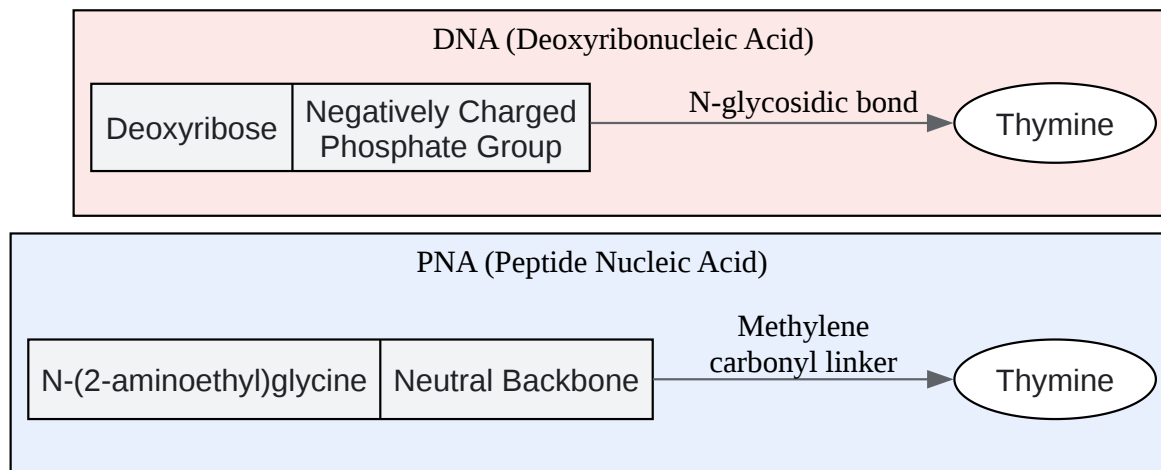 DNA (Deoxyribonucleic Acid)
Deoxyribose
Negatively Charged
Phosphate Group
N-glycosidic bond
Thymine
PNA (Peptide Nucleic Acid)
N-(2-aminoethyl)glycine
Neutral Backbone
Methylene
carbonyl linker
Thymine